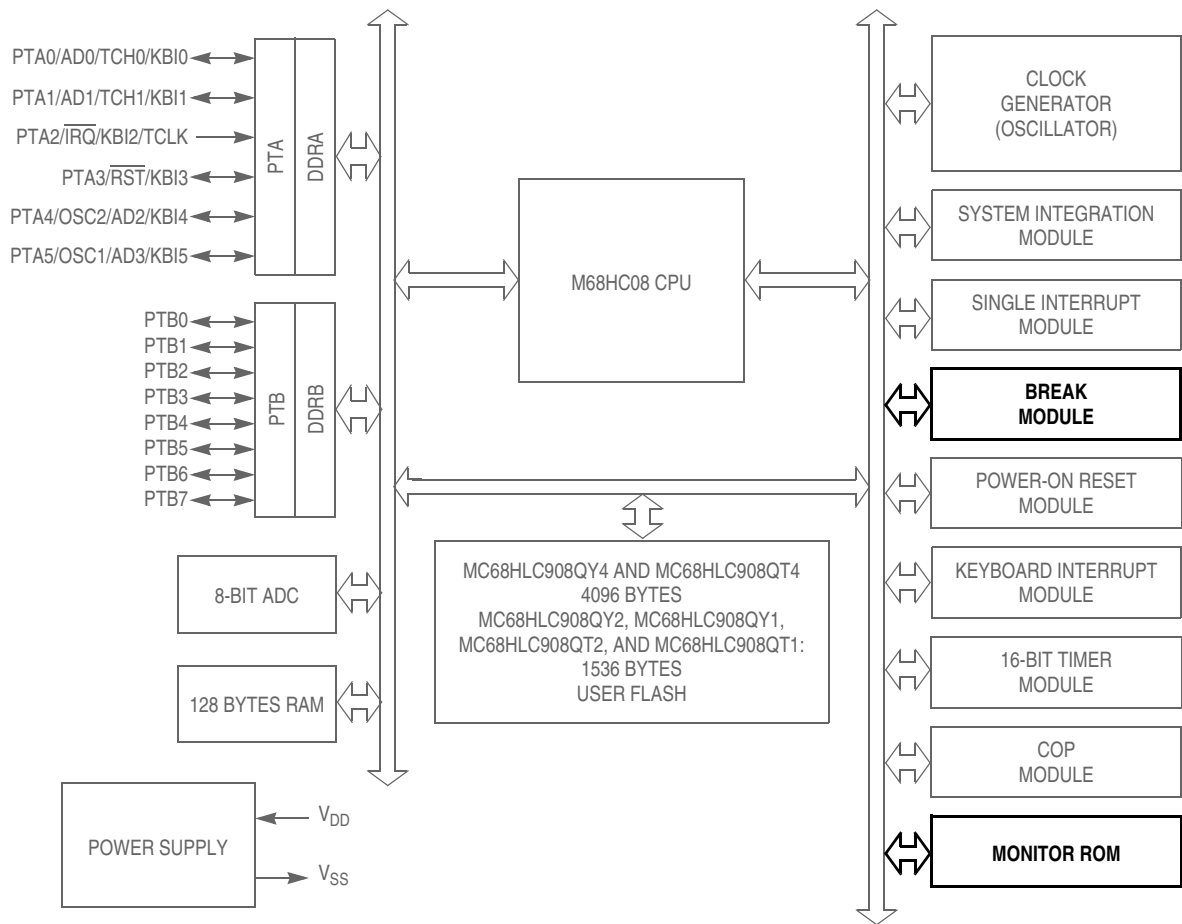 PTA0/AD0/TCH0/KBI0
PTA1/AD1/TCH1/KBI1
PTA2/IRQ/KBI2/TCLK
PTA3/RST/KBI3
PTA4/OSC2/AD2/KBI4
PTA5/OSC1/AD3/KBI5
PTA
DDRA
PTB0
PTB1
PTB2
PTB3
PTB4
PTB5
PTB6
PTB7
PTB
DDRB
8-BIT ADC
128 BYTES RAM
POWER SUPPLY
VDD
VSS
M68HC08 CPU
MC68HLC908QY4 AND MC68HLC908QT4
4096 BYTES
MC68HLC908QY2, MC68HLC908QY1,
MC68HLC908QT2, AND MC68HLC908QT1:
1536 BYTES
USER FLASH
CLOCK
GENERATOR
(OSCILLATOR)
SYSTEM INTEGRATION
MODULE
SINGLE INTERRUPT
MODULE
BREAK
MODULE
POWER-ON RESET
MODULE
KEYBOARD INTERRUPT
MODULE
16-BIT TIMER
MODULE
COP
MODULE
MONITOR ROM